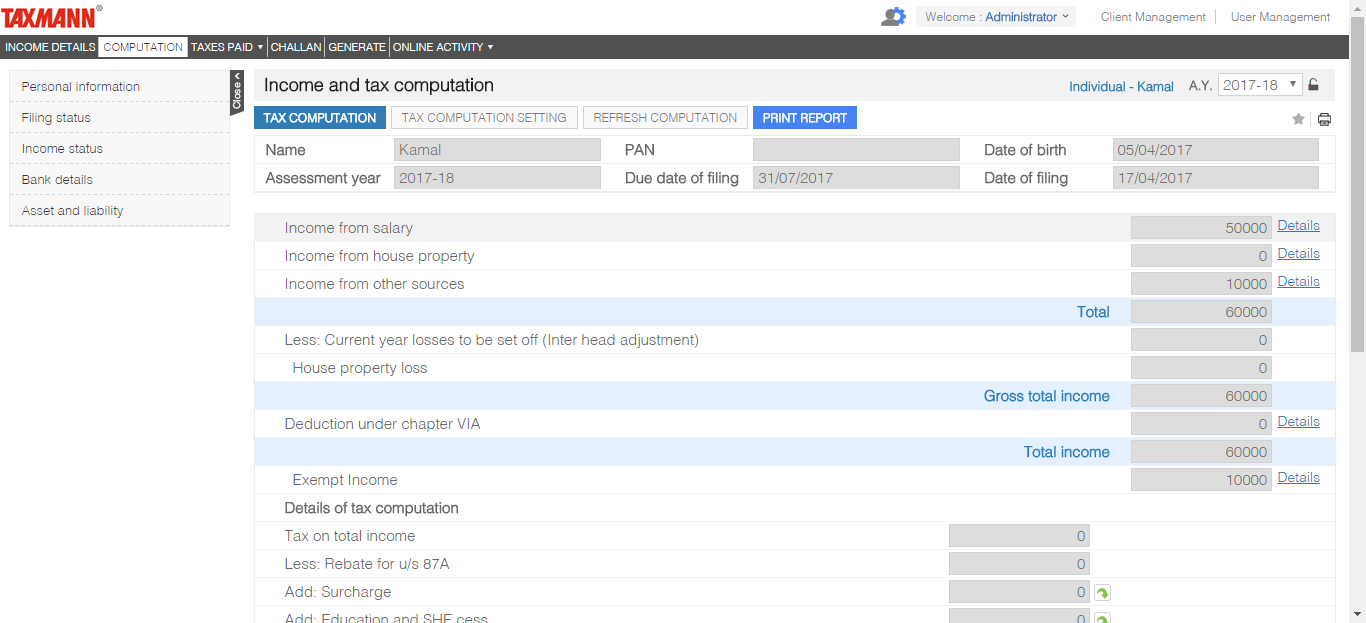 TAXMANN®
Welcome : Administrator
Client Management
User Management
INCOME DETAILS COMPUTATION TAXES PAID CHALLAN GENERATE ONLINE ACTIVITY
Personal information
Filing status
Income status
Bank details
Asset and liability
Close
Income and tax computation
Individual - Kamal A.Y. 2017-18
TAX COMPUTATION TAX COMPUTATION SETTING REFRESH COMPUTATION PRINT REPORT
Name Kamal PAN Date of birth 05/04/2017
Assessment year 2017-18 Due date of filing 31/07/2017 Date of filing 17/04/2017
Income from salary 50000 Details
Income from house property 0 Details
Income from other sources 10000 Details
Total 60000
Less: Current year losses to be set off (Inter head adjustment) 0
House property loss 0
Gross total income 60000
Deduction under chapter VIA 0 Details
Total income 60000
Exempt Income 10000 Details
Details of tax computation
Tax on total income 0
Less: Rebate for u/s 87A 0
Add: Surcharge 0
Add: Education and SHE cess 0